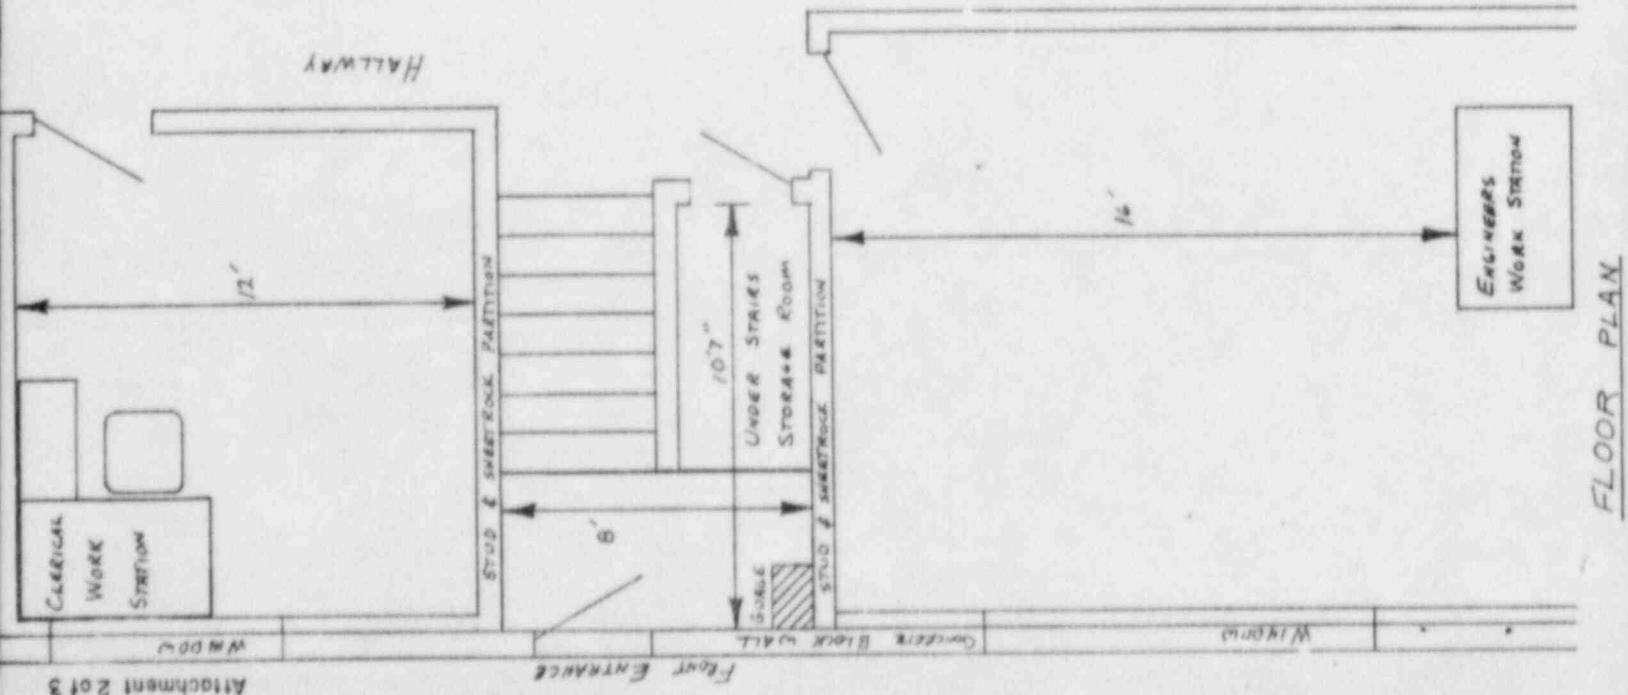 Attachment 2 of 3
HALLWAY
12'
CLERICAL
WORK
STATION
WINDOW
STUD & SHEETROCK PARTITION
8'
FRONT ENTRANCE
10'7"
UNDER STAIRS
STORAGE ROOM
STUD & SHEETROCK PARTITION
CONCRETE BLOCK WALL
16'
WINDOW
ENGINEERS
WORK STATION
FLOOR PLAN